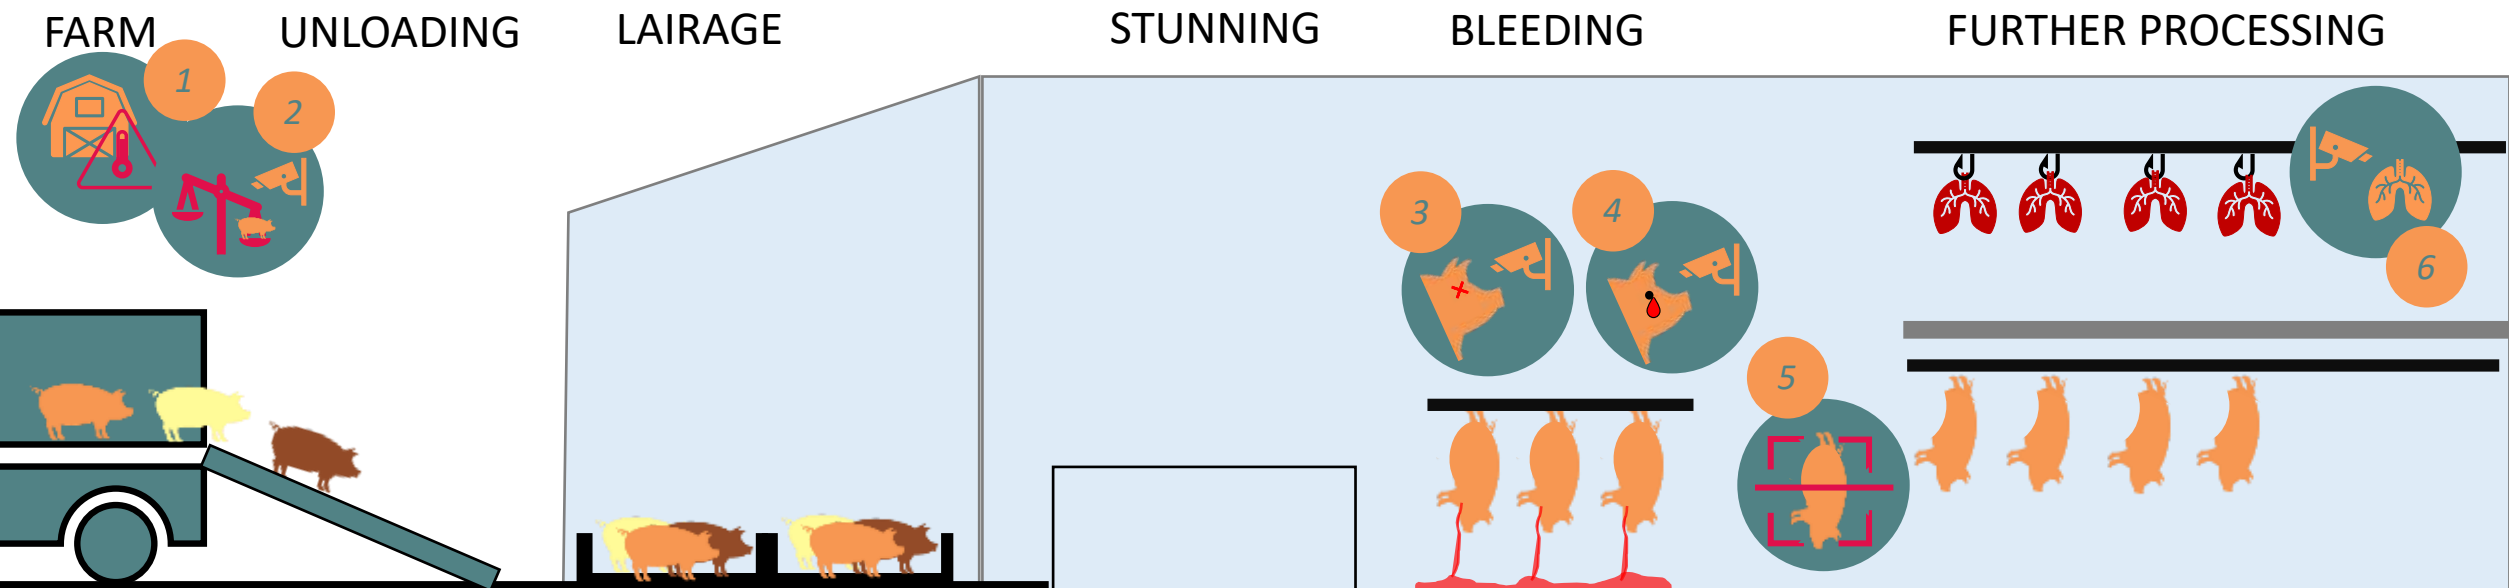 FARM
UNLOADING
LAIRAGE
STUNNING
BLEEDING
FURTHER PROCESSING
1
2
3
4
5
6